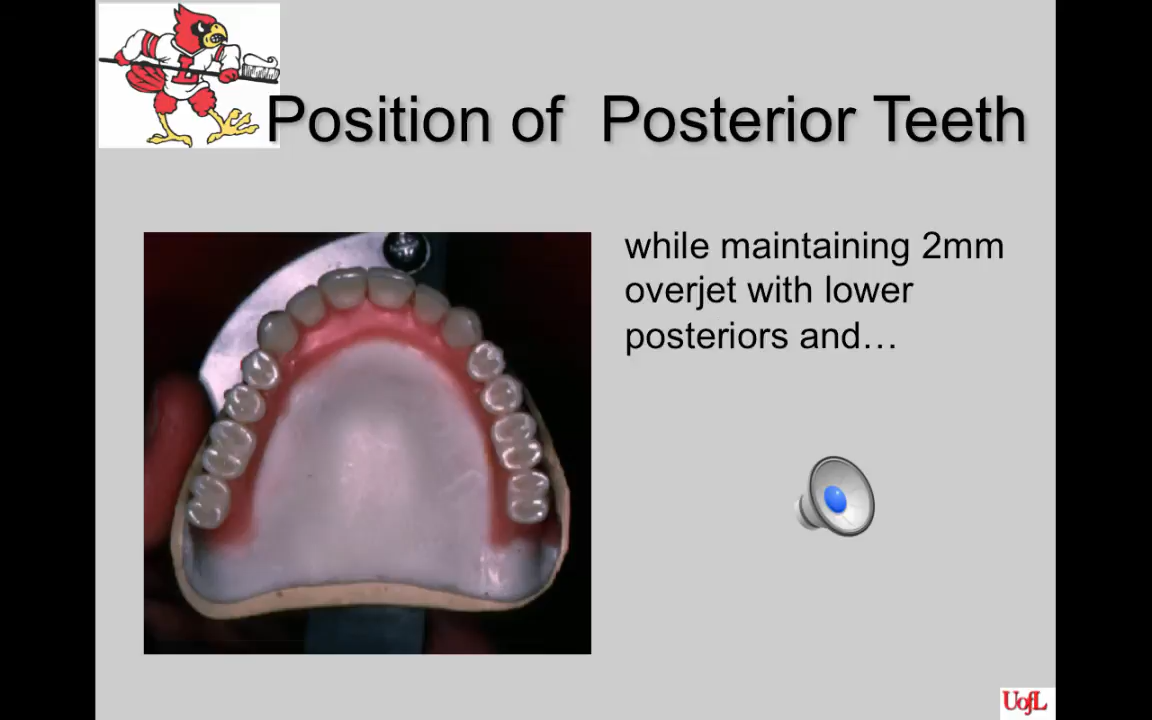 Position of Posterior Teeth
while maintaining 2mm
overjet with lower
posteriors and…
L
UofL